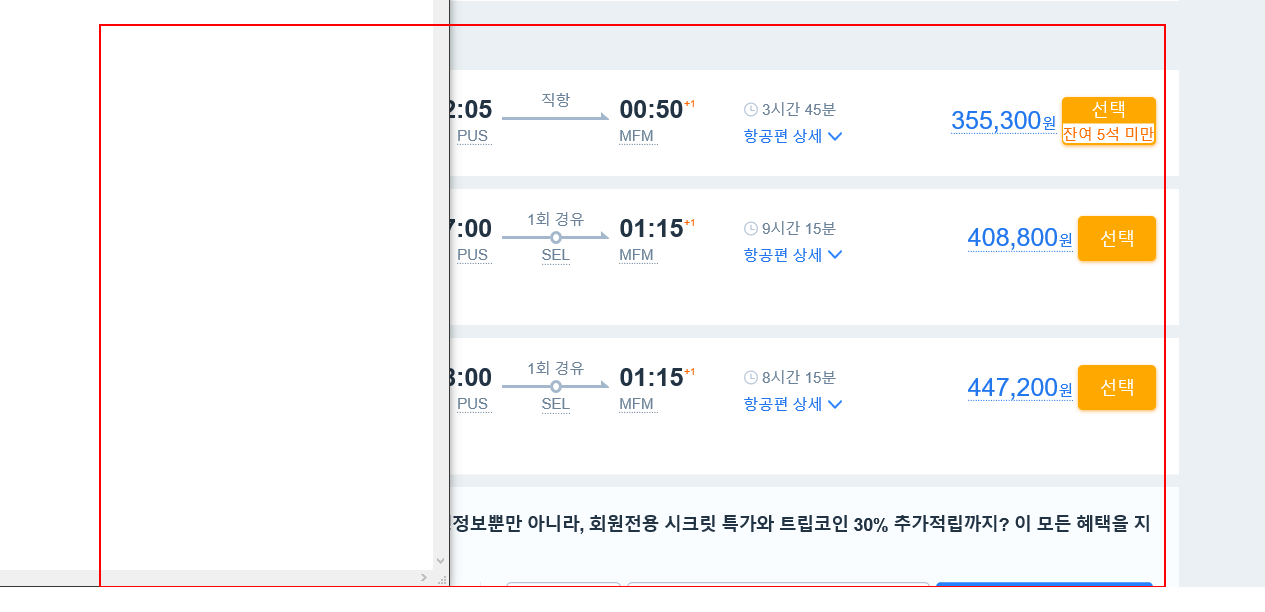 직항
2:05 00:50 +1 3시간 45분 355,300원 선택
PUS MFM 항공편 상세 잔여 5석 미만
1회 경유
7:00 01:15 +1 9시간 15분 408,800원 선택
PUS SEL MFM 항공편 상세
1회 경유
3:00 01:15 +1 8시간 15분 447,200원 선택
PUS SEL MFM 항공편 상세
정보뿐만 아니라, 회원전용 시크릿 특가와 트립코인 30% 추가적립까지? 이 모든 혜택을 지